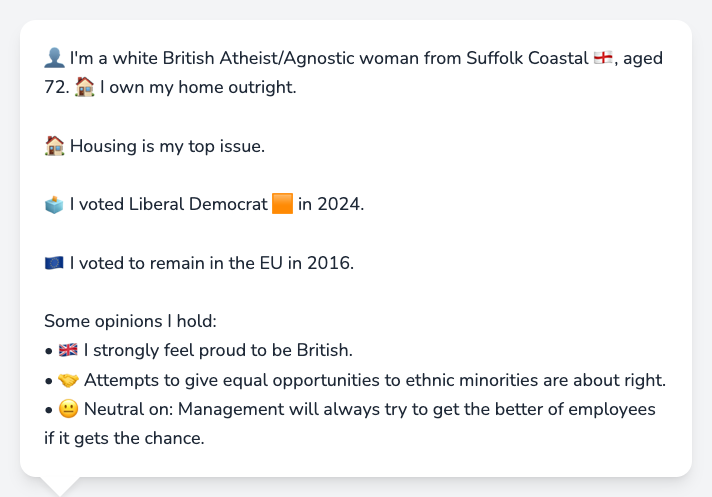 👤 I'm a white British Atheist/Agnostic woman from Suffolk Coastal 🏴󠁧󠁢󠁥󠁮󠁧󠁿, aged
72. 🏠 I own my home outright.
🏠 Housing is my top issue.
🗳️ I voted Liberal Democrat 🟧 in 2024.
🇪🇺 I voted to remain in the EU in 2016.
Some opinions I hold:
• 🇬🇧 I strongly feel proud to be British.
• 🤝 Attempts to give equal opportunities to ethnic minorities are about right.
• 😐 Neutral on: Management will always try to get the better of employees
if it gets the chance.